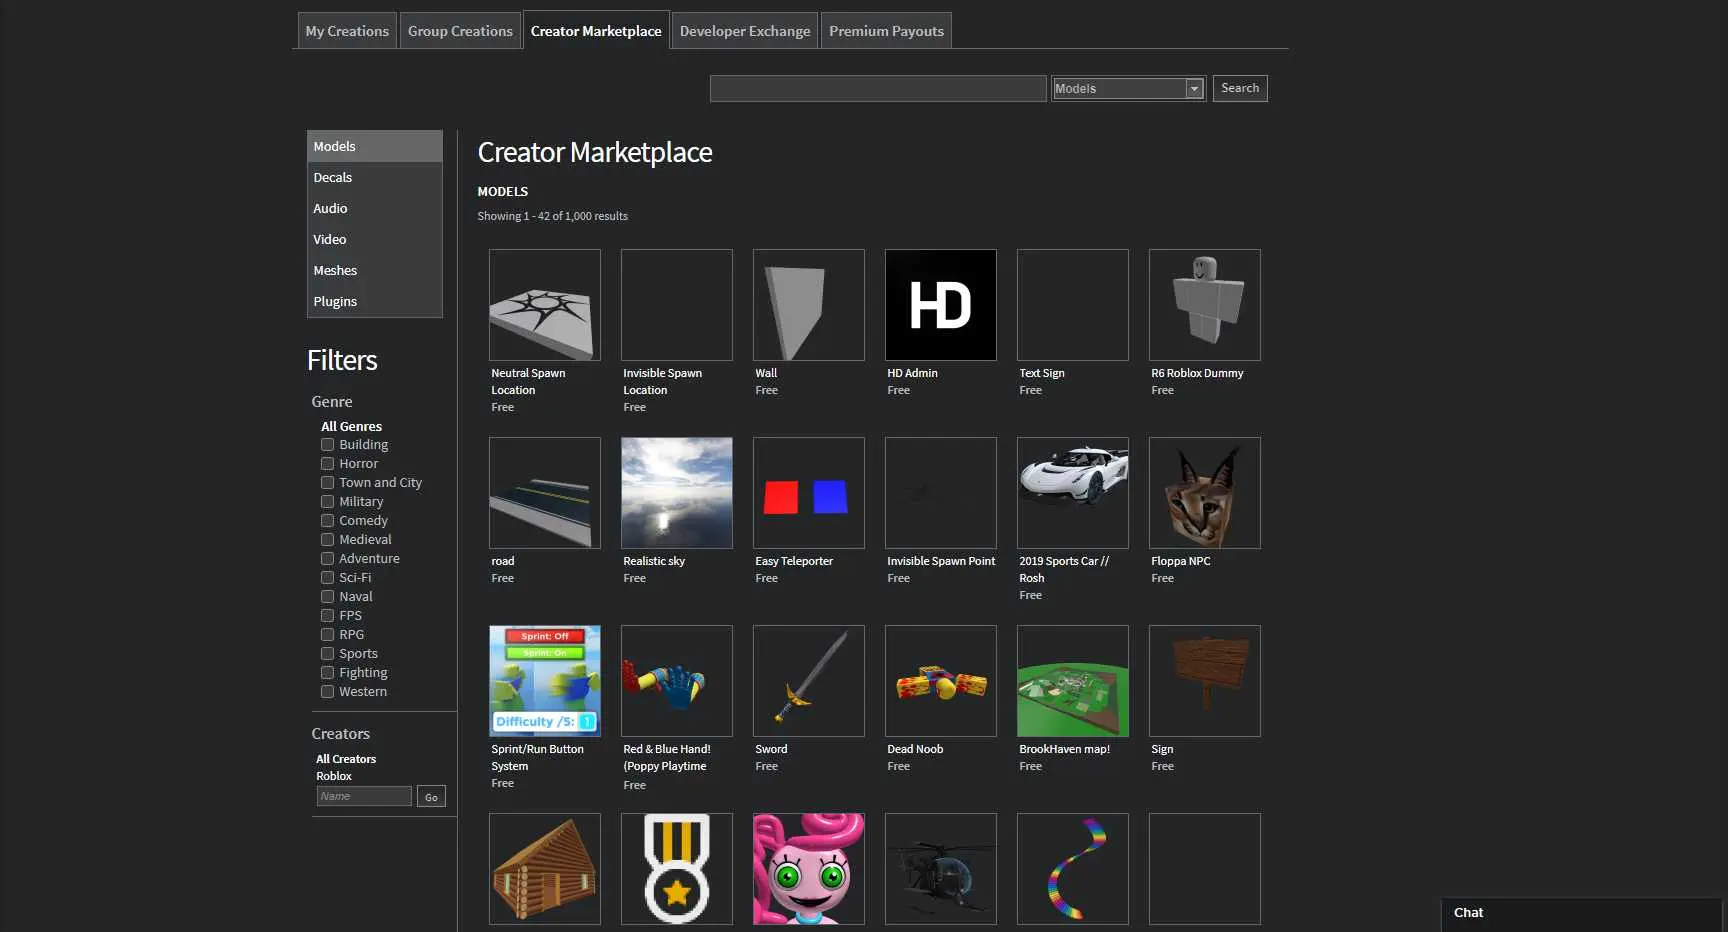 My Creations
Group Creations
Creator Marketplace
Developer Exchange
Premium Payouts
Models
Search
Models
Decals
Audio
Video
Meshes
Plugins
Filters
Genre
All Genres
Building
Horror
Town and City
Military
Comedy
Medieval
Adventure
Sci-Fi
Naval
FPS
RPG
Sports
Fighting
Western
Creators
All Creators
Roblox
Name
Go
Creator Marketplace
MODELS
Showing 1 - 42 of 1,000 results
Neutral Spawn
Location
Free
Invisible Spawn
Location
Free
Wall
Free
HD
HD Admin
Free
Text Sign
Free
R6 Roblox Dummy
Free
road
Free
Realistic sky
Free
Easy Teleporter
Free
Invisible Spawn Point
Free
2019 Sports Car //
Rosh
Free
Floppa NPC
Free
Sprint: Off
Sprint: On
Difficulty /5: 1
Sprint/Run Button
System
Free
Red & Blue Hand!
(Poppy Playtime
Free
Sword
Free
Dead Noob
Free
BrookHaven map!
Free
Sign
Free
Chat